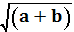 √(a + b)